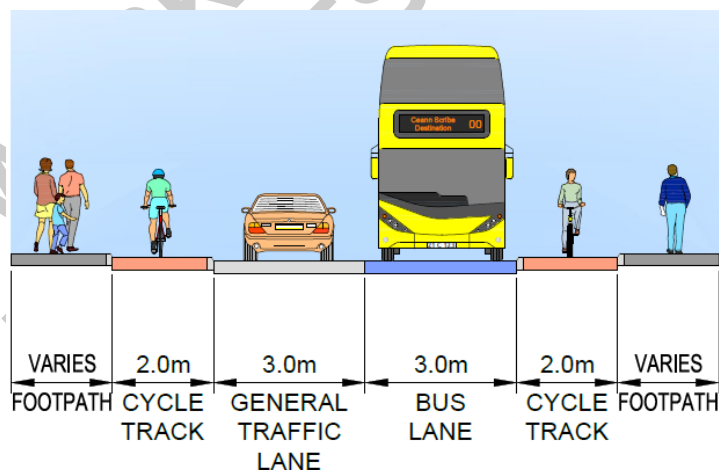 Ceann Scribe
Destination 00
VARIES 2.0m 3.0m 3.0m 2.0m VARIES
FOOTPATH CYCLE GENERAL BUS CYCLE FOOTPATH
TRACK TRAFFIC LANE TRACK
LANE